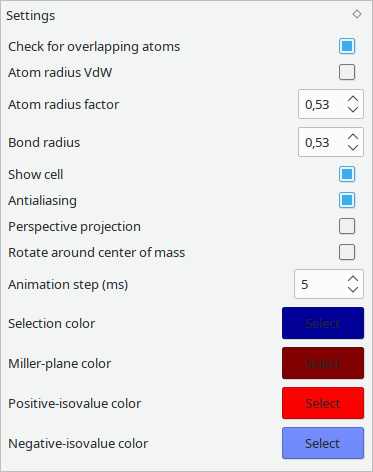 Settings
Check for overlapping atoms
Atom radius VdW
Atom radius factor 0,53
Bond radius 0,53
Show cell
Antialiasing
Perspective projection
Rotate around center of mass
Animation step (ms) 5
Selection color Select
Miller-plane color Select
Positive-isovalue color Select
Negative-isovalue color Select